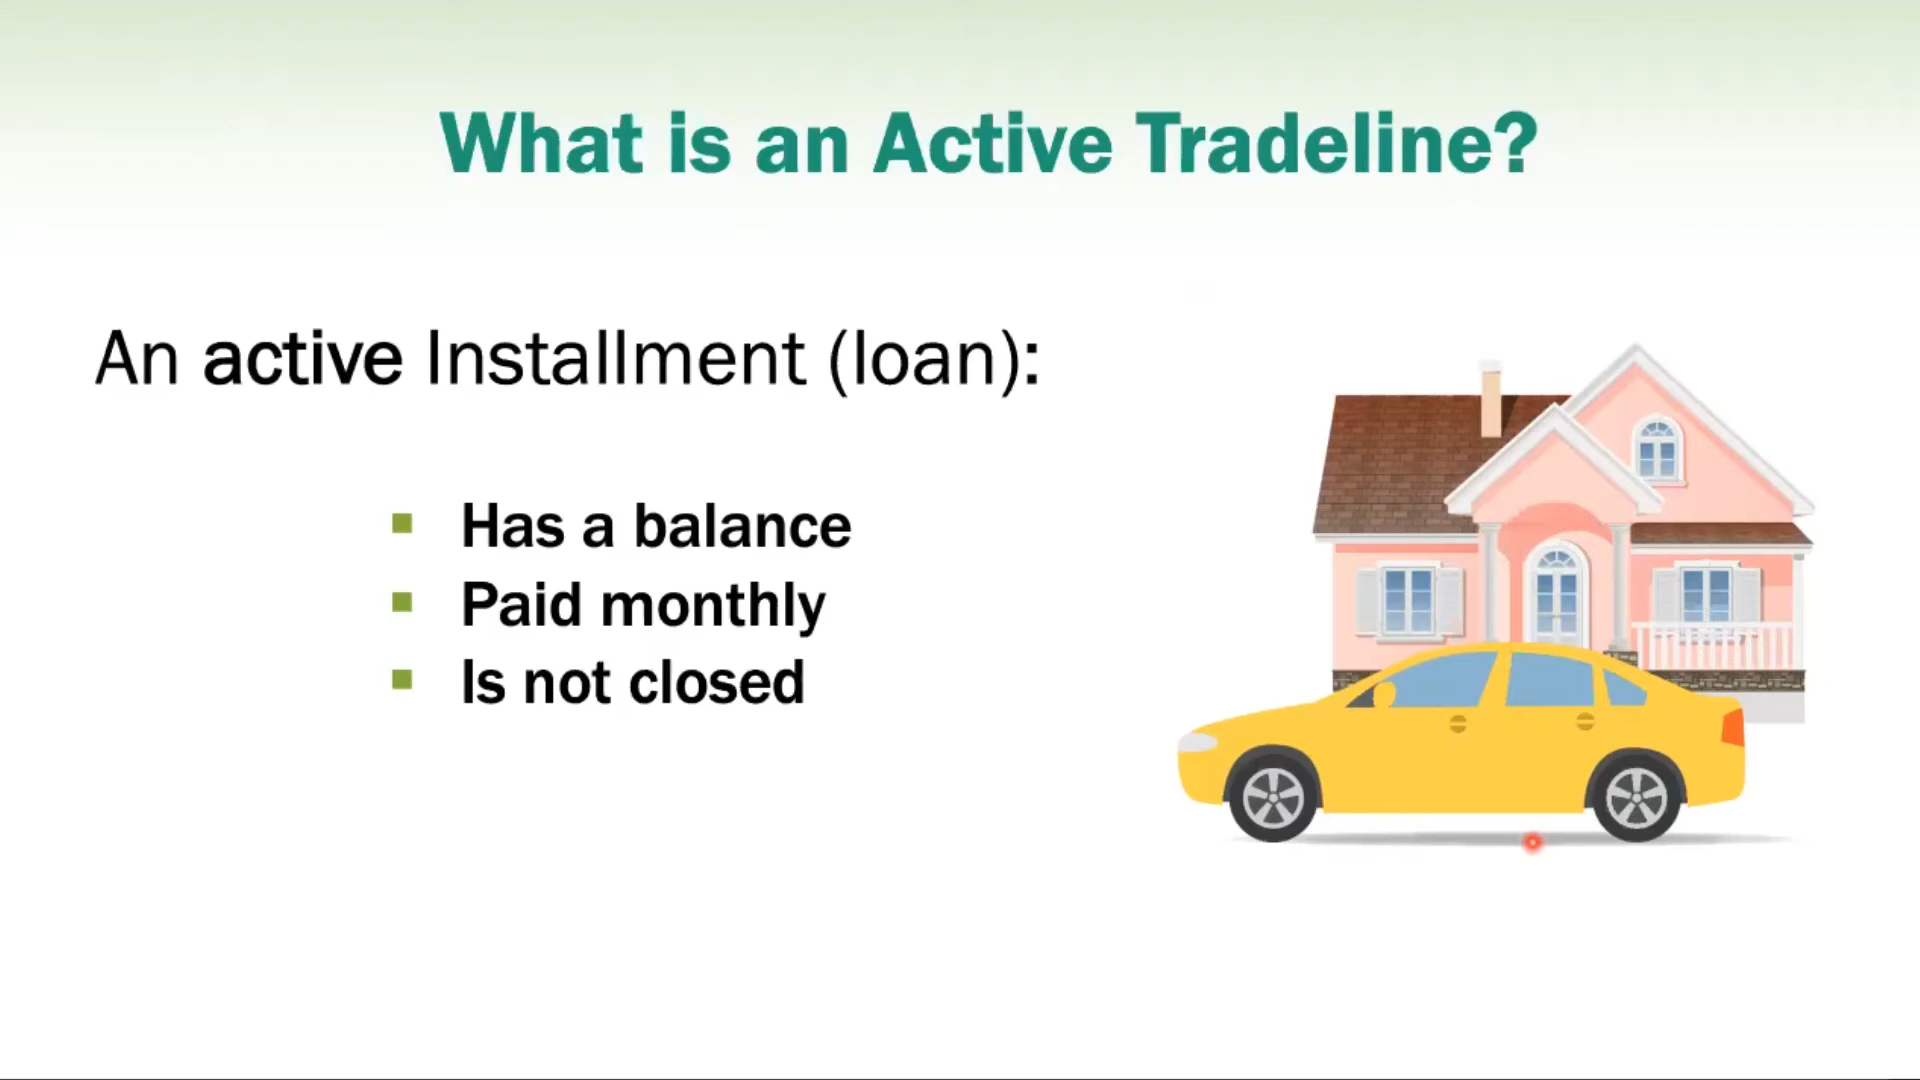 What is an Active Tradeline?
An active Installment (loan):
▪ Has a balance
▪ Paid monthly
▪ Is not closed